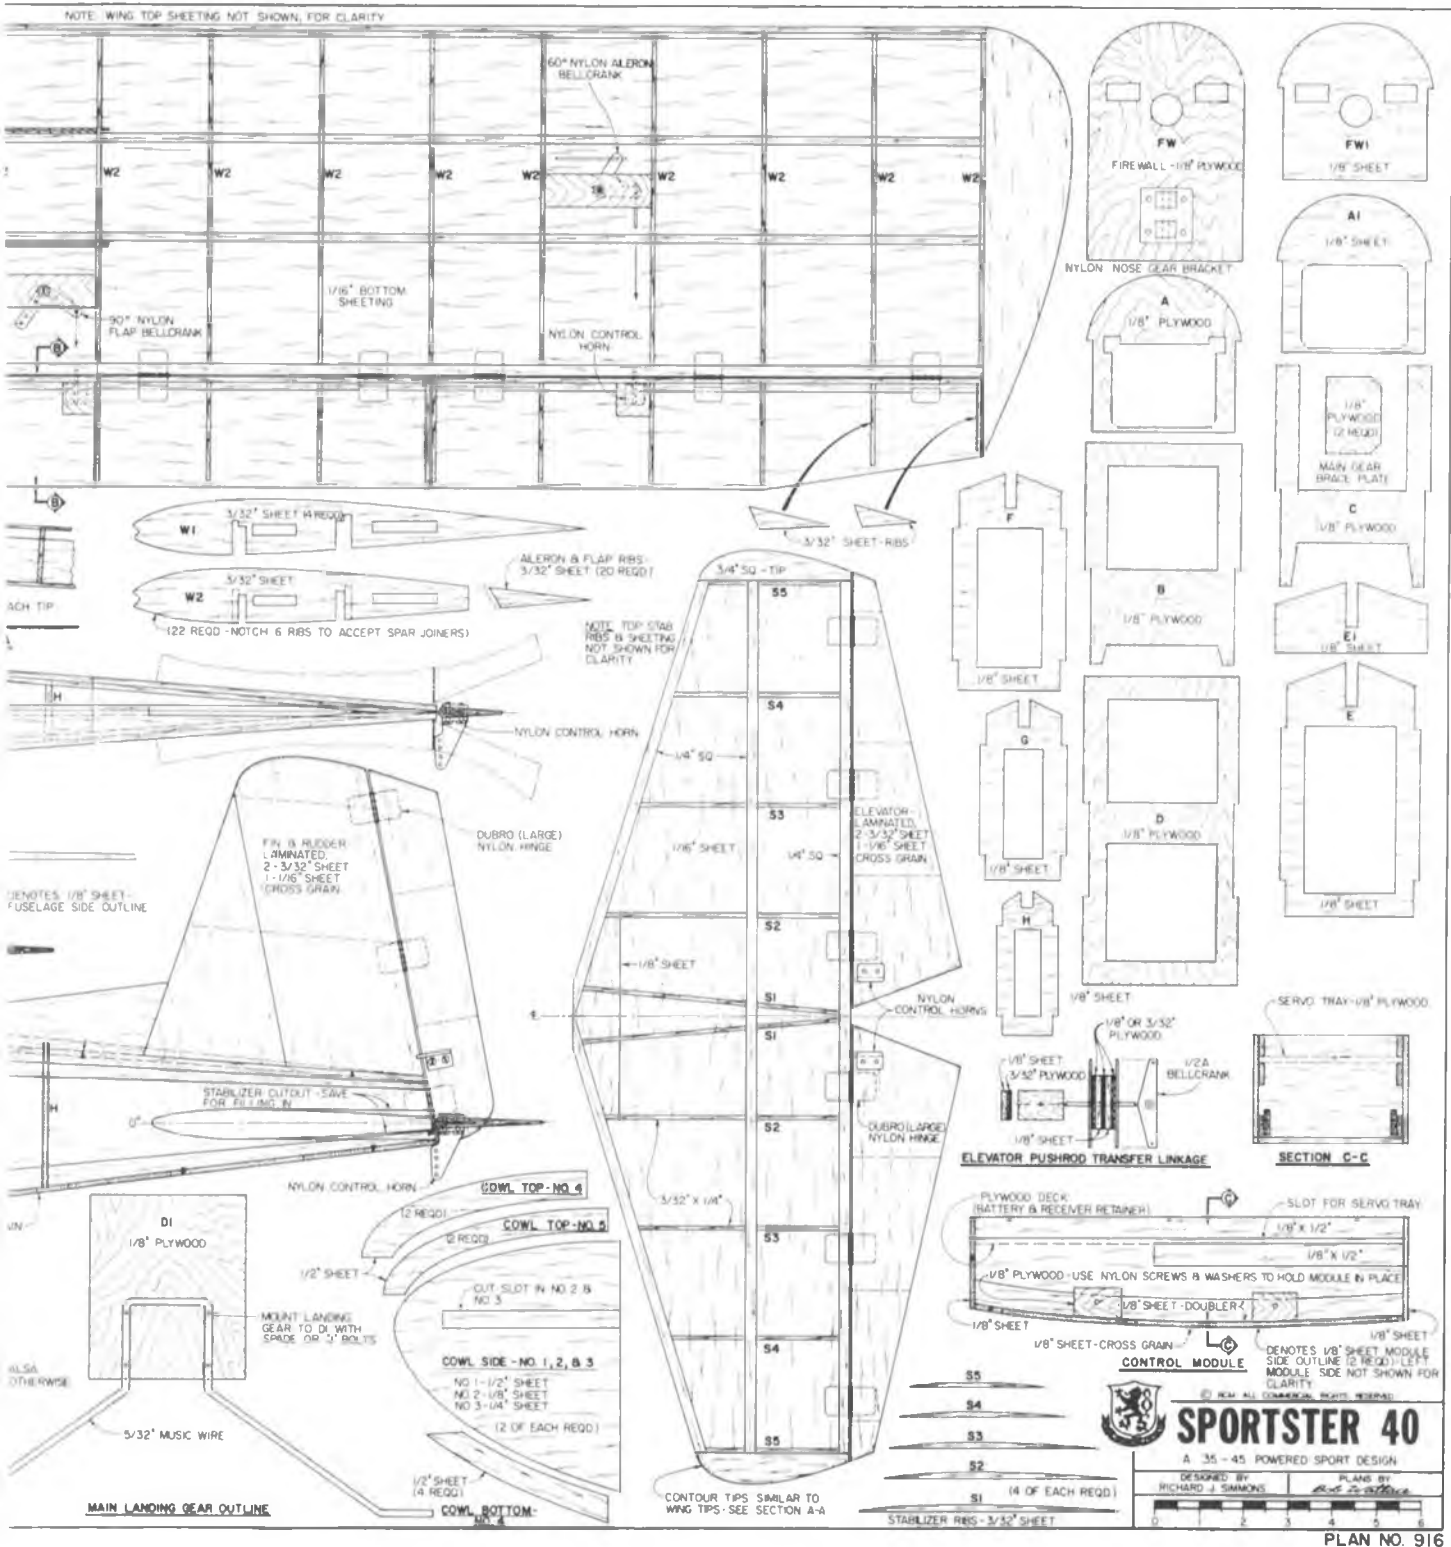 NOTE: WING TOP SHEETING NOT SHOWN, FOR CLARITY
60° NYLON AILERON
BELLCRANK
W2
W2
W2
W2
W2
W2
W2
W2
W2
90° NYLON
FLAP BELLCRANK
1/16" BOTTOM
SHEETING
NYLON CONTROL
HORN
B
B
FW
FIREWALL - 1/8" PLYWOOD
NYLON NOSE GEAR BRACKET
FW1
1/8" SHEET
A1
1/8" SHEET
A
1/8" PLYWOOD
1/8"
PLYWOOD
(2 REQD)
MAIN GEAR
BRACE PLATE
C
1/8" PLYWOOD
B
1/8" PLYWOOD
E1
1/8" SHEET
F
1/8" SHEET
W1
3/32" SHEET (4 REQD)
3/32" SHEET-RIBS
W2
3/32" SHEET
(22 REQD - NOTCH 6 RIBS TO ACCEPT SPAR JOINERS)
AILERON & FLAP RIBS-
3/32" SHEET (20 REQD)
ACH TIP
NOTE: TOP STAB
RIBS & SHEETING
NOT SHOWN FOR
CLARITY
3/4" SQ - TIP
S5
S4
1/4" SQ
S3
1/16" SHEET
1/4" SQ
ELEVATOR-
LAMINATED,
2-3/32" SHEET
1-1/16" SHEET
CROSS GRAIN
S2
1/8" SHEET
S1
S1
S2
3/32" X 1/4"
S3
S4
S5
NYLON
CONTROL HORNS
DUBRO (LARGE)
NYLON HINGE
CONTOUR TIPS SIMILAR TO
WING TIPS - SEE SECTION A-A
G
1/8" SHEET
H
1/8" SHEET
D
1/8" PLYWOOD
E
1/8" SHEET
H
NYLON CONTROL HORN
DUBRO (LARGE)
NYLON HINGE
FIN & RUDDER
LAMINATED,
2-3/32" SHEET
1-1/16" SHEET
CROSS GRAIN
DENOTES 1/8" SHEET-
FUSELAGE SIDE OUTLINE
STABILIZER CUTOUT - SAVE
FOR FILLING IN
0°
H
NYLON CONTROL HORN
1/8" OR 3/32"
PLYWOOD
1/8" SHEET
3/32" PLYWOOD
1/2A
BELLCRANK
1/8" SHEET
ELEVATOR PUSHROD TRANSFER LINKAGE
SERVO TRAY-1/8" PLYWOOD
SECTION C-C
D1
1/8" PLYWOOD
MOUNT LANDING
GEAR TO D1 WITH
SPADE OR "J" BOLTS
5/32" MUSIC WIRE
MAIN LANDING GEAR OUTLINE
ALSA
OTHERWISE
COWL TOP-NO. 4
(2 REQD)
COWL TOP-NO. 5
(2 REQD)
1/2" SHEET
CUT SLOT IN NO. 2 &
NO. 3
COWL SIDE - NO. 1, 2, & 3
NO. 1-1/2" SHEET
NO. 2-1/8" SHEET
NO. 3-1/4" SHEET
(2 OF EACH REQD)
1/2" SHEET
(4 REQD)
COWL BOTTOM-
PLYWOOD DECK
(BATTERY & RECEIVER RETAINER)
C
SLOT FOR SERVO TRAY
1/8" X 1/2"
1/8" X 1/2"
1/8" PLYWOOD-USE NYLON SCREWS & WASHERS TO HOLD MODULE IN PLACE
1/8" SHEET-DOUBLER
1/8" SHEET
1/8" SHEET-CROSS GRAIN
C
1/8" SHEET
CONTROL MODULE
DENOTES 1/8" SHEET MODULE
SIDE OUTLINE (2 REQD)-LEFT
MODULE SIDE NOT SHOWN FOR
CLARITY
S5
S4
S3
S2
(4 OF EACH REQD)
S1
STABILIZER RIBS-3/32" SHEET
© RCM ALL COMMERCIAL RIGHTS RESERVED
SPORTSTER 40
A .35 - .45 POWERED SPORT DESIGN
DESIGNED BY
RICHARD J. SIMMONS
PLANS BY
0 1 2 3 4 5 6
PLAN NO. 916